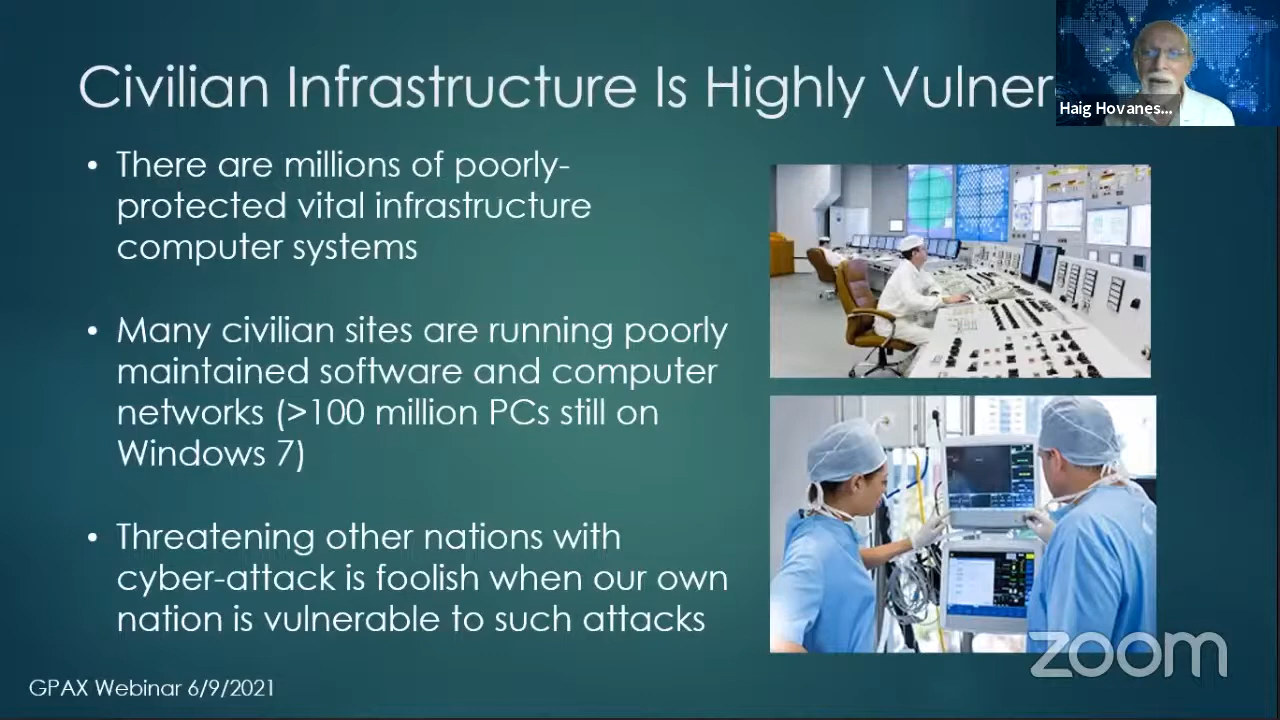 Civilian Infrastructure Is Highly Vulner
Haig Hovanes...
• There are millions of poorly-
protected vital infrastructure
computer systems
• Many civilian sites are running poorly
maintained software and computer
networks (>100 million PCs still on
Windows 7)
• Threatening other nations with
cyber-attack is foolish when our own
nation is vulnerable to such attacks
zoom
GPAX Webinar 6/9/2021